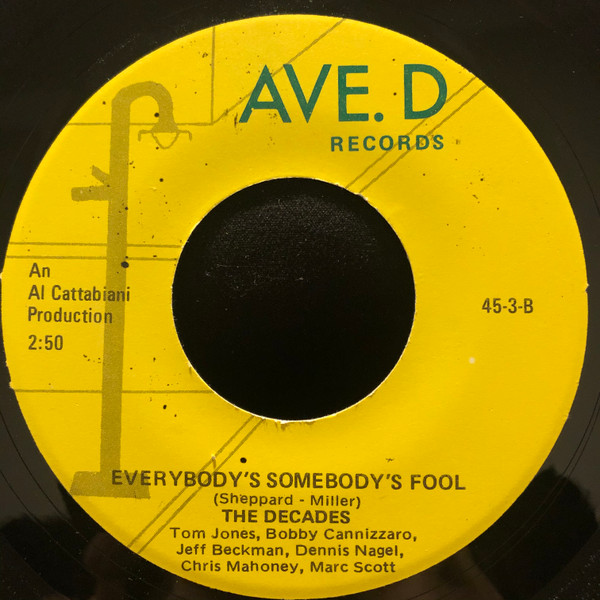 AVE. D
RECORDS
An
Al Cattabiani
Production
2:50
45-3-B
EVERYBODY'S SOMEBODY'S FOOL
(Sheppard - Miller)
THE DECADES
Tom Jones, Bobby Cannizzaro,
Jeff Beckman, Dennis Nagel,
Chris Mahoney, Marc Scott